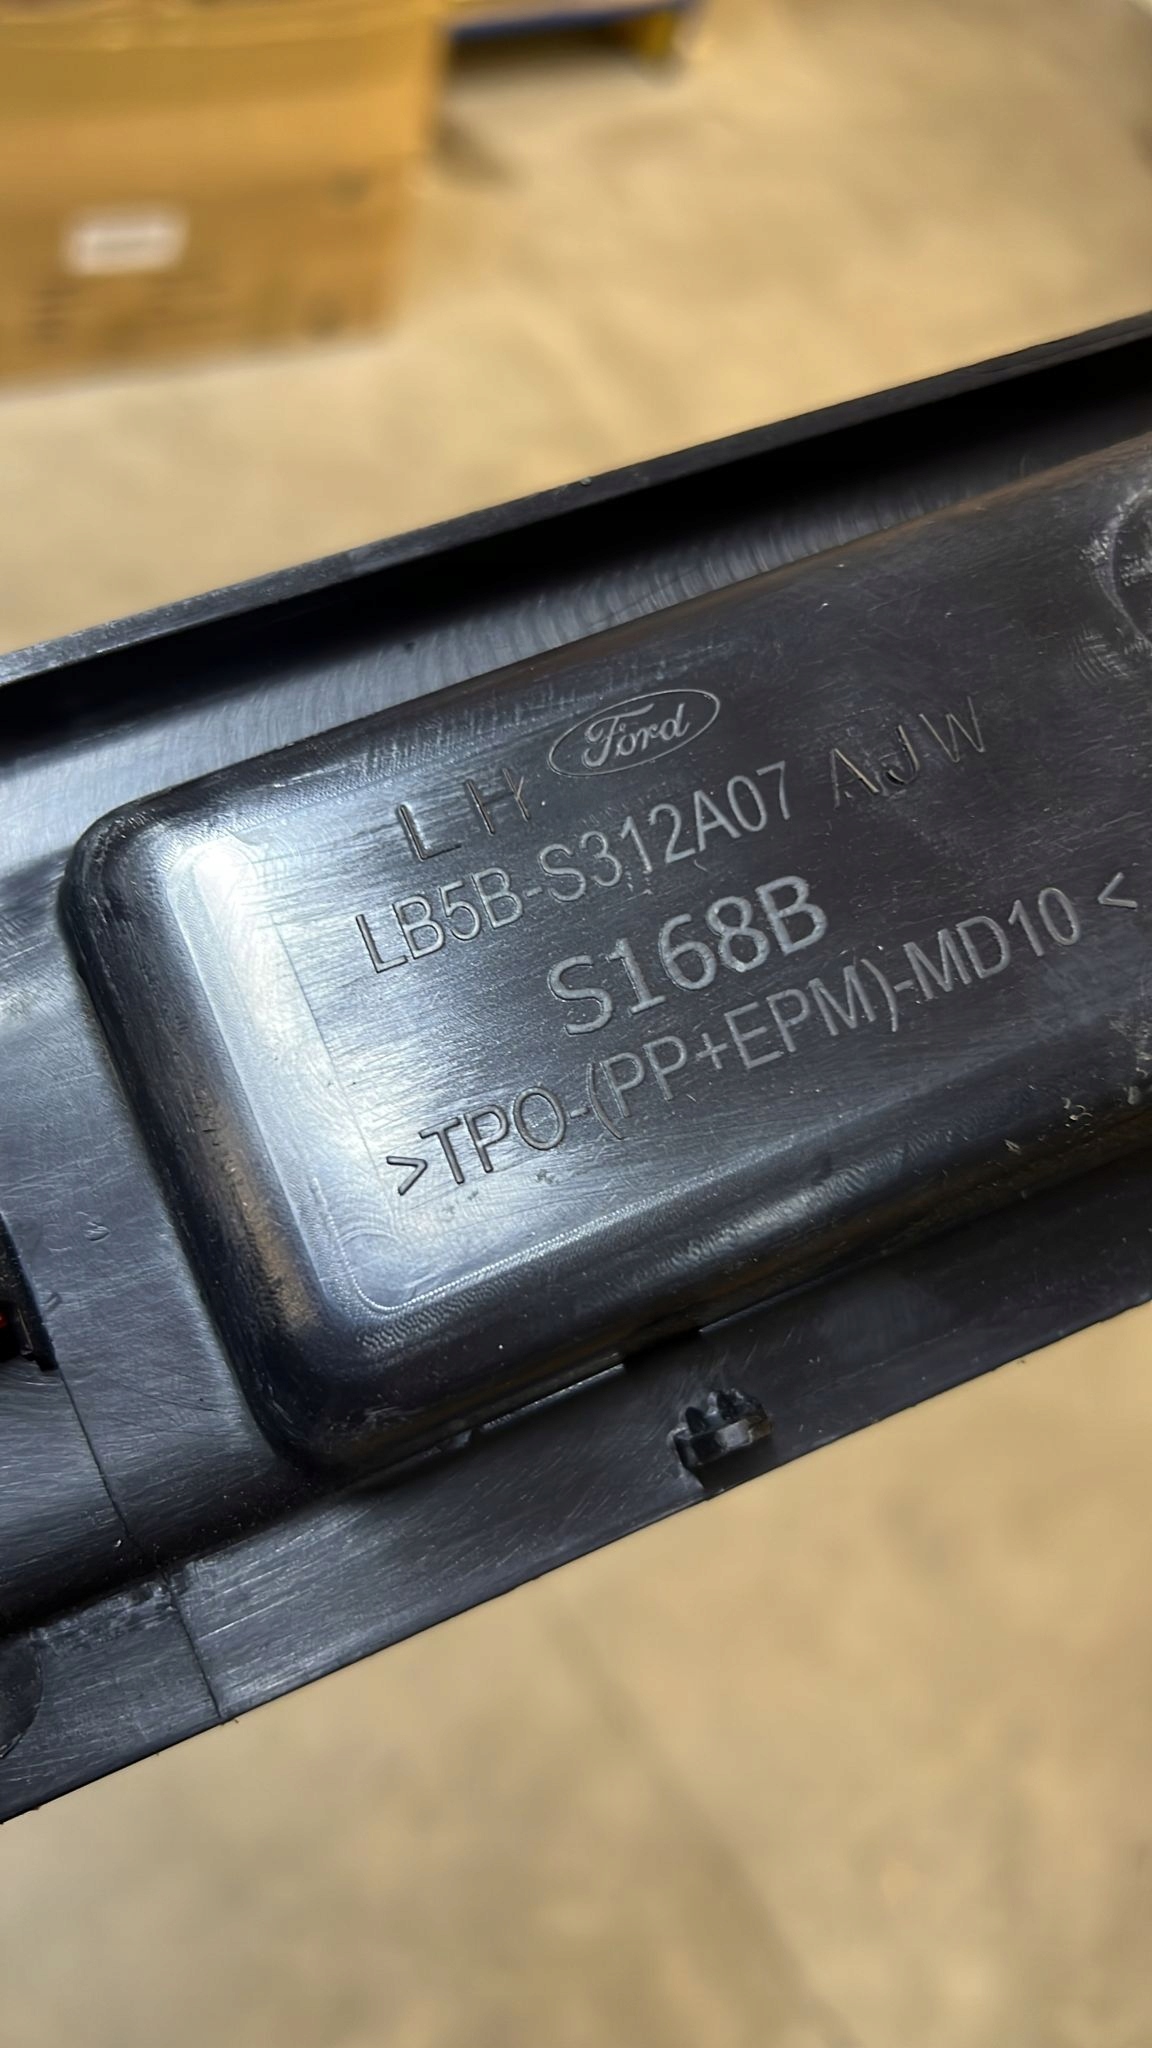 Ford
LH
LB5B-S312A07 AJW
S168B
>TPO-(PP+EPM)-MD10<